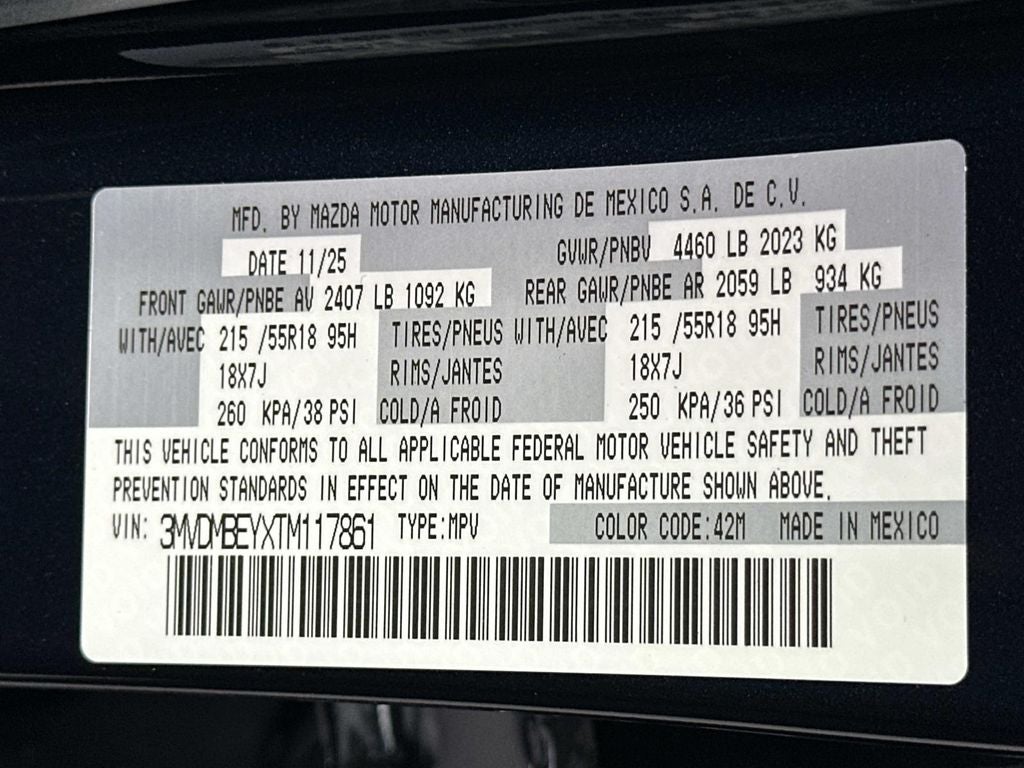 MFD. BY MAZDA MOTOR MANUFACTURING DE MEXICO S.A. DE C.V.
DATE 11/25 GVWR/PNBV 4460 LB 2023 KG
FRONT GAWR/PNBE AV 2407 LB 1092 KG REAR GAWR/PNBE AR 2059 LB 934 KG
WITH/AVEC 215 /55R18 95H TIRES/PNEUS WITH/AVEC 215 /55R18 95H TIRES/PNEUS
18X7J RIMS/JANTES 18X7J RIMS/JANTES
260 KPA/38 PSI COLD/A FROID 250 KPA/36 PSI COLD/A FROID
THIS VEHICLE CONFORMS TO ALL APPLICABLE FEDERAL MOTOR VEHICLE SAFETY AND THEFT
PREVENTION STANDARDS IN EFFECT ON THE DATE OF MANUFACTURE SHOWN ABOVE.
VIN: 3MVDMBEYXTM117861 TYPE:MPV COLOR CODE:42M MADE IN MEXICO